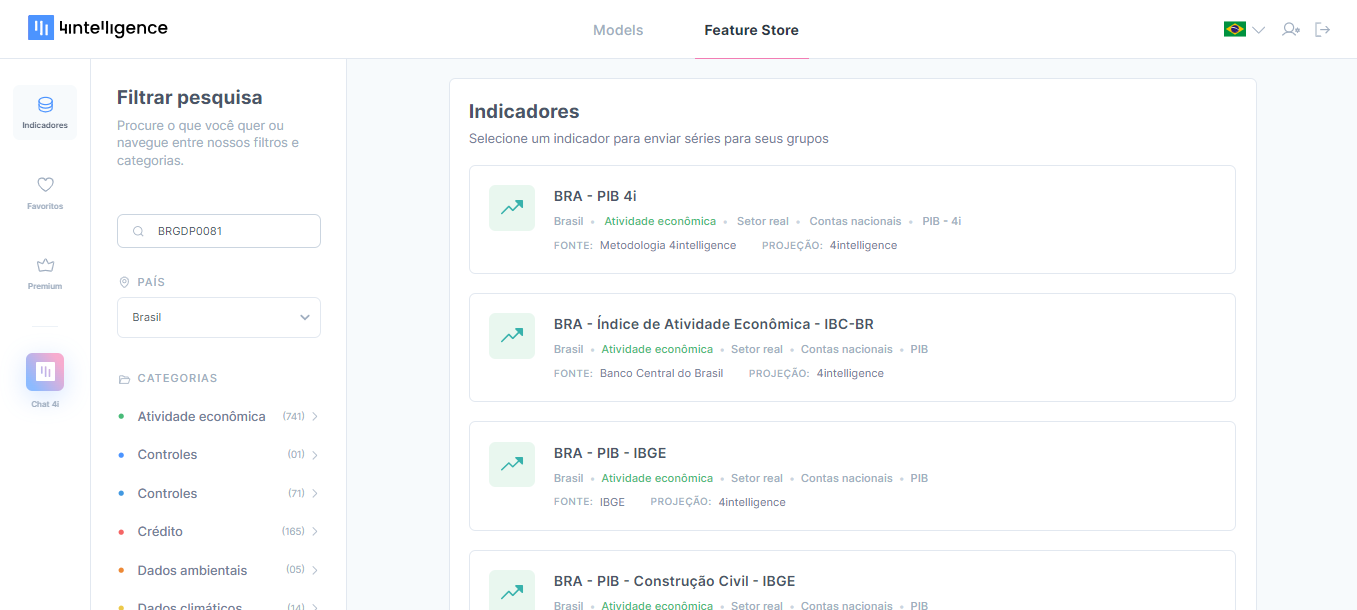 4intelligence
Models
Feature Store
Indicadores
Favoritos
Premium
Chat 4i
Filtrar pesquisa
Procure o que você quer ou
navegue entre nossos filtros e
categorias.
BRGDP0081
PAÍS
Brasil
CATEGORIAS
Atividade econômica (741)
Controles (01)
Controles (71)
Crédito (165)
Dados ambientais (05)
Dados climáticos (14)
Indicadores
Selecione um indicador para enviar séries para seus grupos
BRA - PIB 4i
Brasil • Atividade econômica • Setor real • Contas nacionais • PIB - 4i
FONTE: Metodologia 4intelligence PROJEÇÃO: 4intelligence
BRA - Índice de Atividade Econômica - IBC-BR
Brasil • Atividade econômica • Setor real • Contas nacionais • PIB
FONTE: Banco Central do Brasil PROJEÇÃO: 4intelligence
BRA - PIB - IBGE
Brasil • Atividade econômica • Setor real • Contas nacionais • PIB
FONTE: IBGE PROJEÇÃO: 4intelligence
BRA - PIB - Construção Civil - IBGE
Brasil • Atividade econômica • Setor real • Contas nacionais • PIB